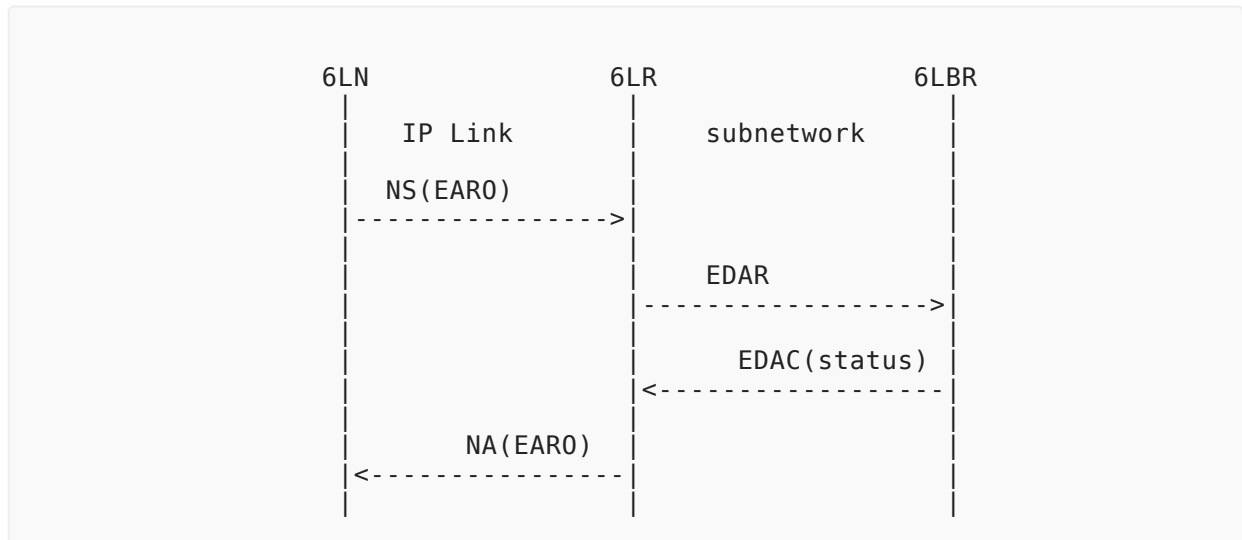 6LN 6LR 6LBR
IP Link subnetwork
NS(EARO)
EDAR
EDAC(status)
NA(EARO)